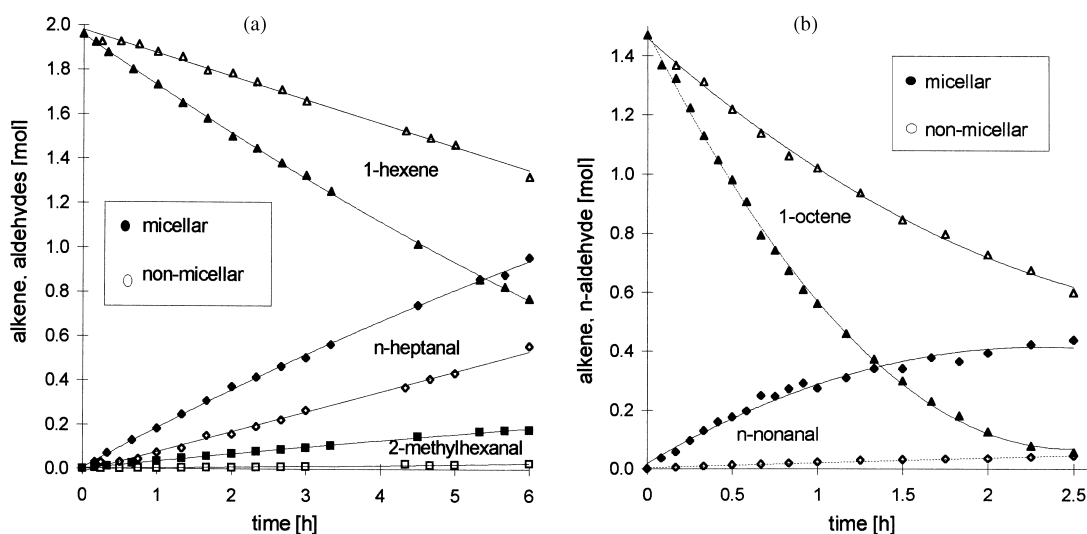 (a)
alkene, aldehydes [mol]
2.0
1.8
1.6
1.4
1.2
1.0
0.8
0.6
0.4
0.2
0.0
1-hexene
micellar
non-micellar
n-heptanal
2-methylhexanal
0
1
2
3
4
5
6
time [h]
(b)
alkene, n-aldehyde [mol]
1.4
1.2
1.0
0.8
0.6
0.4
0.2
0.0
micellar
non-micellar
1-octene
n-nonanal
0
0.5
1
1.5
2
2.5
time [h]